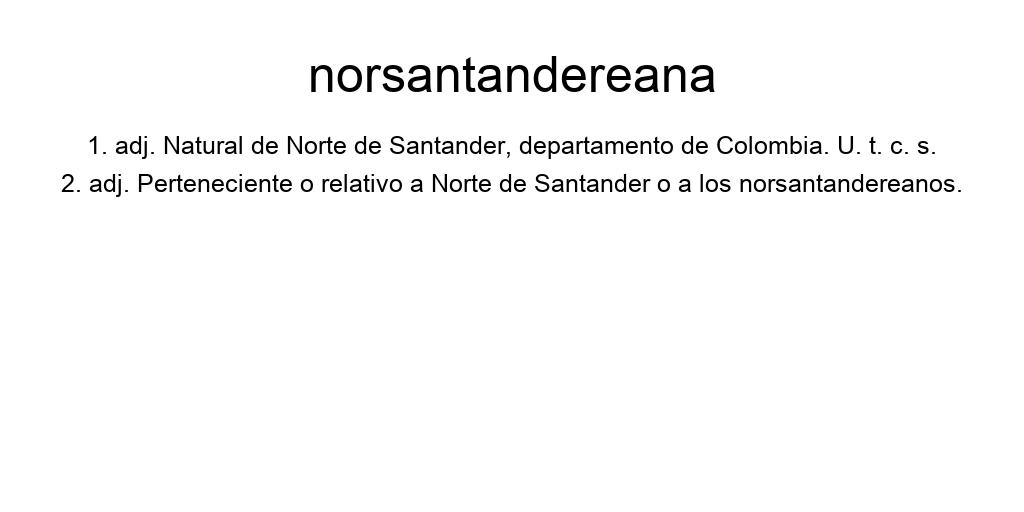 norsantandereana
1. adj. Natural de Norte de Santander, departamento de Colombia. U. t. c. s.
2. adj. Perteneciente o relativo a Norte de Santander o a los norsantandereanos.